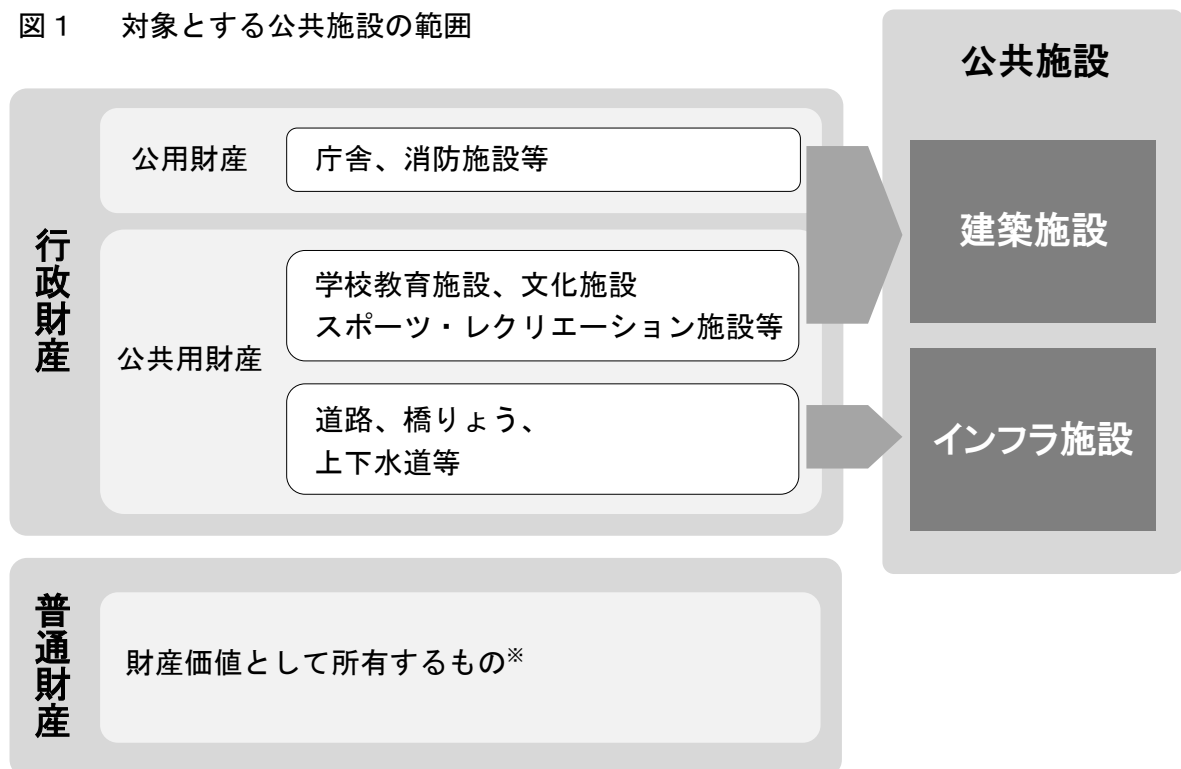 図１　対象とする公共施設の範囲
行政財産
公用財産
庁舎、消防施設等
公共用財産
学校教育施設、文化施設
スポーツ・レクリエーション施設等
道路、橋りょう、
上下水道等
公共施設
建築施設
インフラ施設
普通財産
財産価値として所有するもの※